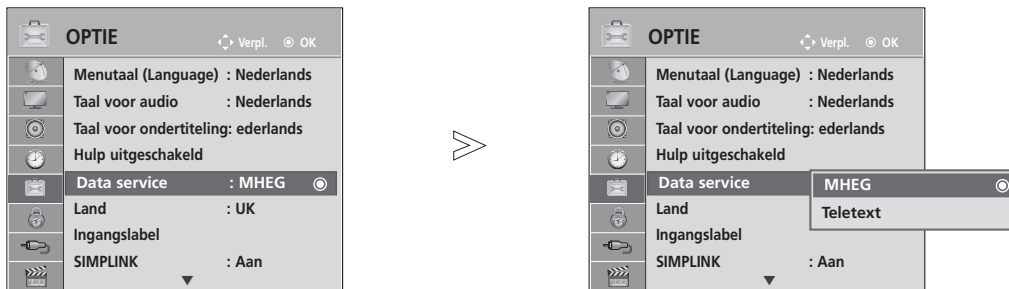 OPTIE
Verpl. OK
Menutaal (Language) : Nederlands
Taal voor audio : Nederlands
Taal voor ondertiteling: ederlands
Hulp uitgeschakeld
Data service : MHEG
Land : UK
Ingangslabel
SIMPLINK : Aan
OPTIE
Verpl. OK
Menutaal (Language) : Nederlands
Taal voor audio : Nederlands
Taal voor ondertiteling: ederlands
Hulp uitgeschakeld
Data service
MHEG
Land
Teletext
Ingangslabel
SIMPLINK : Aan